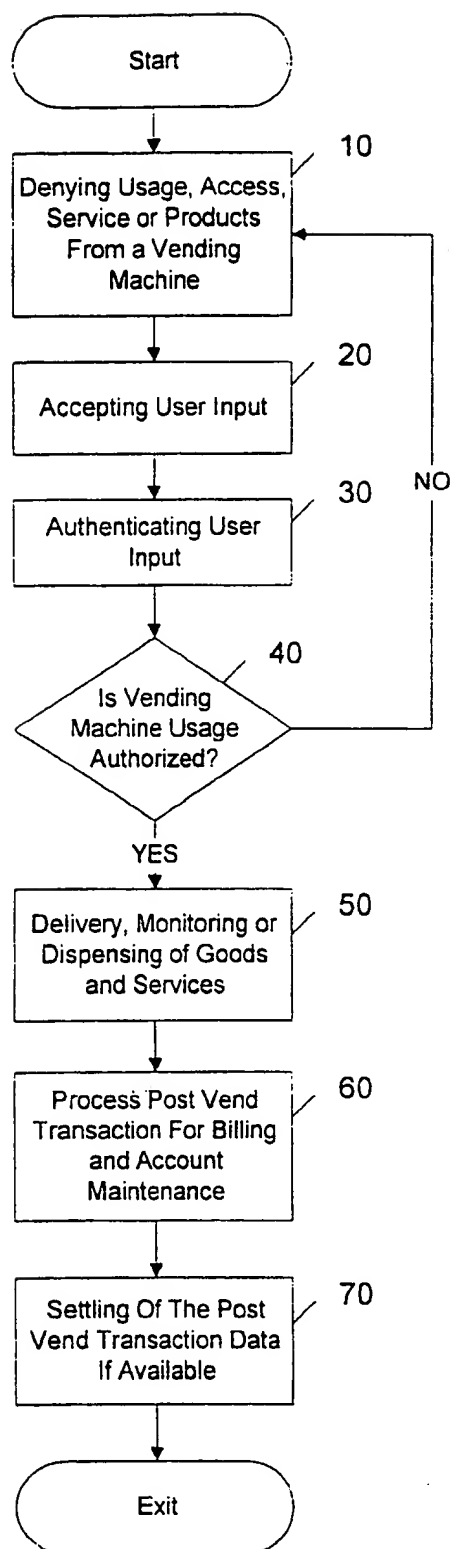 Start
10
Denying Usage, Access,
Service or Products
From a Vending
Machine
20
Accepting User Input
30
Authenticating User
Input
NO
40
Is Vending
Machine Usage
Authorized?
YES
50
Delivery, Monitoring or
Dispensing of Goods
and Services
60
Process Post Vend
Transaction For Billing
and Account
Maintenance
70
Settling Of The Post
Vend Transaction Data
If Available
Exit